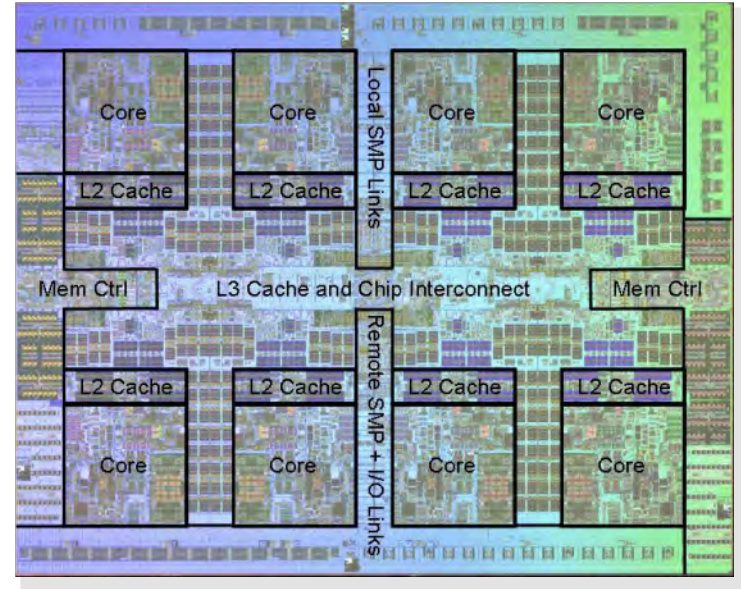 Core
Core
Local SMP Links
Core
Core
L2 Cache
L2 Cache
L2 Cache
L2 Cache
Mem Ctrl
L3 Cache and Chip Interconnect
Mem Ctrl
L2 Cache
L2 Cache
Remote SMP + I/O Links
L2 Cache
L2 Cache
Core
Core
Core
Core